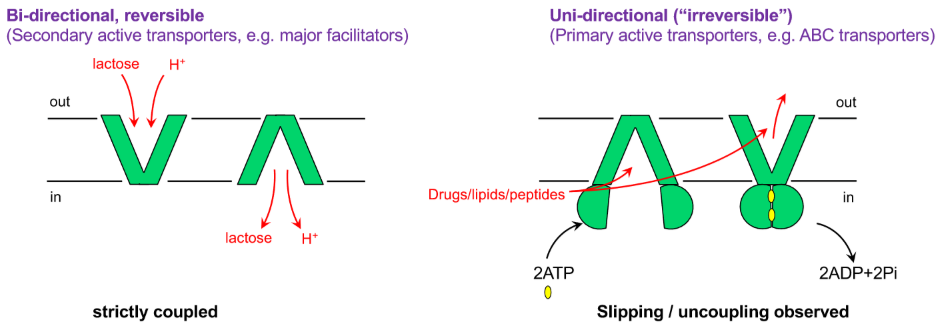 Bi-directional, reversible
(Secondary active transporters, e.g. major facilitators)
lactose
H⁺
out
in
lactose
H⁺
strictly coupled
Uni-directional (“irreversible”)
(Primary active transporters, e.g. ABC transporters)
out
Drugs/lipids/peptides
in
2ATP
2ADP+2Pi
Slipping / uncoupling observed